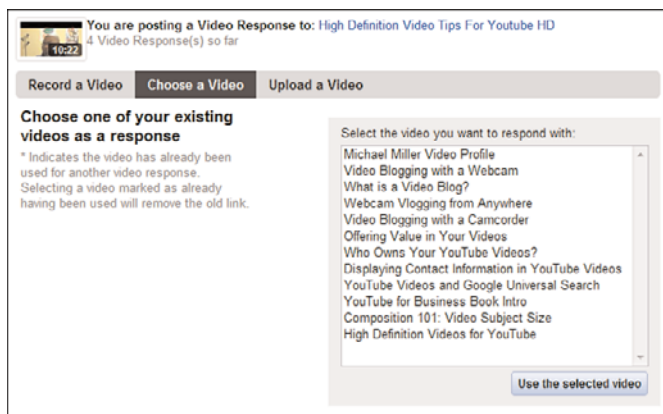 You are posting a Video Response to: High Definition Video Tips For Youtube HD
4 Video Response(s) so far
10:22
Record a Video
Choose a Video
Upload a Video
Choose one of your existing
videos as a response
* Indicates the video has already been
used for another video response.
Selecting a video marked as already
having been used will remove the old link.
Select the video you want to respond with:
Michael Miller Video Profile
Video Blogging with a Webcam
What is a Video Blog?
Webcam Vlogging from Anywhere
Video Blogging with a Camcorder
Offering Value in Your Videos
Who Owns Your YouTube Videos?
Displaying Contact Information in YouTube Videos
YouTube Videos and Google Universal Search
YouTube for Business Book Intro
Composition 101: Video Subject Size
High Definition Videos for YouTube
Use the selected video